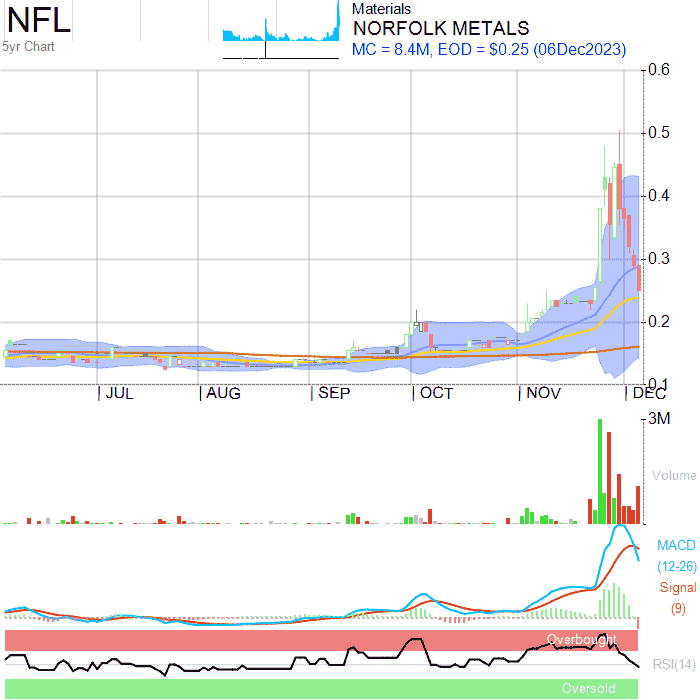 NFL
5yr Chart
Materials
NORFOLK METALS
MC = 8.4M, EOD = $0.25 (06Dec2023)
0.6
0.5
0.4
0.3
0.2
0.1
JUL AUG SEP OCT NOV DEC
3M
Volume
MACD
(12-26)
Signal
(9)
Overbought
RSI(14)
Oversold